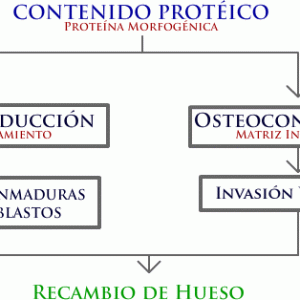 CONTENIDO PROTÉICO
PROTEÍNA MORFOGÉNICA
DUCCIÓN
AMIENTO
OSTEOCON
MATRIZ IN
NMADURAS
BLASTOS
INVASIÓN
RECAMBIO DE HUESO